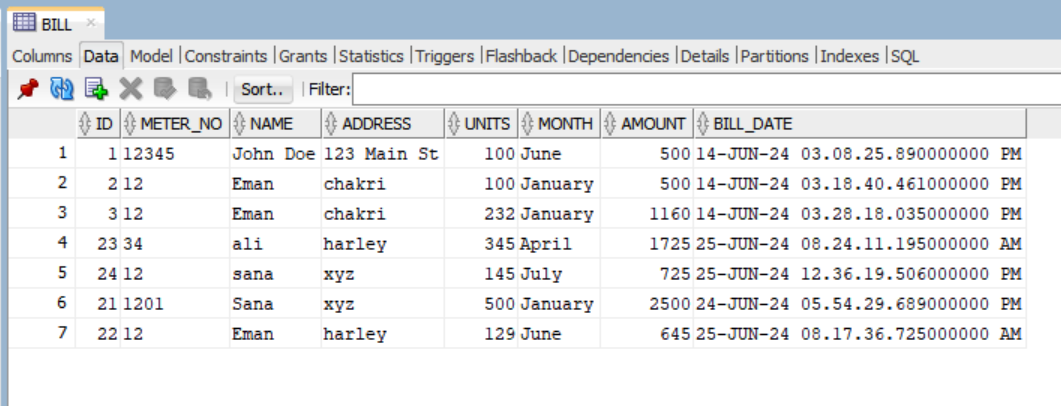 BILL
Columns Data Model |Constraints |Grants |Statistics |Triggers |Flashback |Dependencies |Details |Partitions |Indexes |SQL
Sort.. Filter:
ID METER_NO NAME ADDRESS UNITS MONTH AMOUNT BILL_DATE
1 1 12345 John Doe 123 Main St 100 June 500 14-JUN-24 03.08.25.890000000 PM
2 2 12 Eman chakri 100 January 500 14-JUN-24 03.18.40.461000000 PM
3 3 12 Eman chakri 232 January 1160 14-JUN-24 03.28.18.035000000 PM
4 23 34 ali harley 345 April 1725 25-JUN-24 08.24.11.195000000 AM
5 24 12 sana xyz 145 July 725 25-JUN-24 12.36.19.506000000 PM
6 21 1201 Sana xyz 500 January 2500 24-JUN-24 05.54.29.689000000 PM
7 22 12 Eman harley 129 June 645 25-JUN-24 08.17.36.725000000 AM